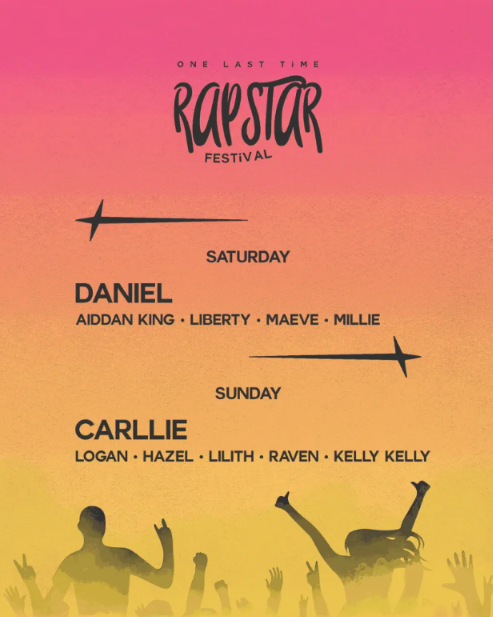 ONE LAST TiME
RAPSTAR
FESTiVAL
SATURDAY
DANIEL
AIDDAN KING • LIBERTY • MAEVE • MILLIE
SUNDAY
CARLLIE
LOGAN • HAZEL • LILITH • RAVEN • KELLY KELLY